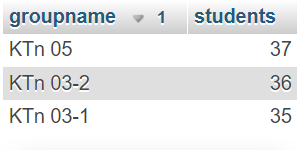 groupname 1 students
KTn 05 37
KTn 03-2 36
KTn 03-1 35